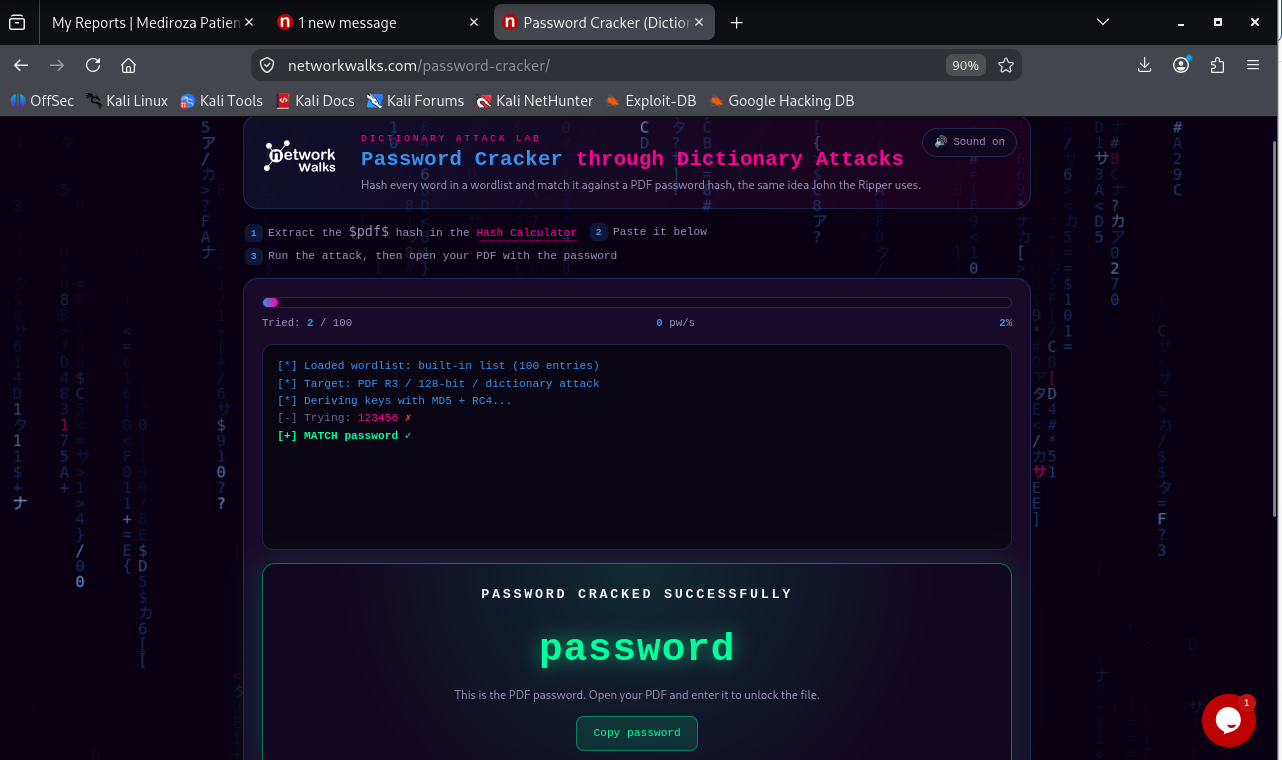 My Reports | Mediroza Patien
1 new message
Password Cracker (Diction
networkwalks.com/password-cracker/
90%
OffSec
Kali Linux
Kali Tools
Kali Docs
Kali Forums
Kali NetHunter
Exploit-DB
Google Hacking DB
network
walks
DICTIONARY ATTACK LAB
Password Cracker through Dictionary Attacks
Hash every word in a wordlist and match it against a PDF password hash, the same idea John the Ripper uses.
🔊 Sound on
1 Extract the $pdf$ hash in the Hash Calculator 2 Paste it below
3 Run the attack, then open your PDF with the password
Tried: 2 / 100
0 pw/s
2%
[*] Loaded wordlist: built-in list (100 entries)
[*] Target: PDF R3 / 128-bit / dictionary attack
[*] Deriving keys with MD5 + RC4...
[-] Trying: 123456 ✗
[+] MATCH password ✓
PASSWORD CRACKED SUCCESSFULLY
password
This is the PDF password. Open your PDF and enter it to unlock the file.
Copy password
1